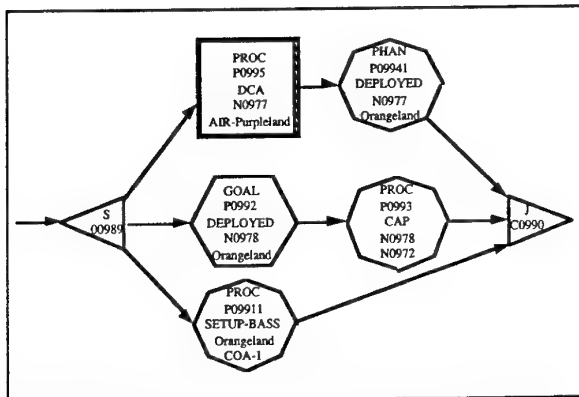 PROC
P0995
DCA
N0977
AIR-Purpleland
PHAN
P09941
DEPLOYED
N0977
Orangeland
S
00989
GOAL
P0992
DEPLOYED
N0978
Orangeland
PROC
P0993
CAP
N0978
N0972
J
C0990
PROC
P09911
SETUP-BASS
Orangeland
COA-1